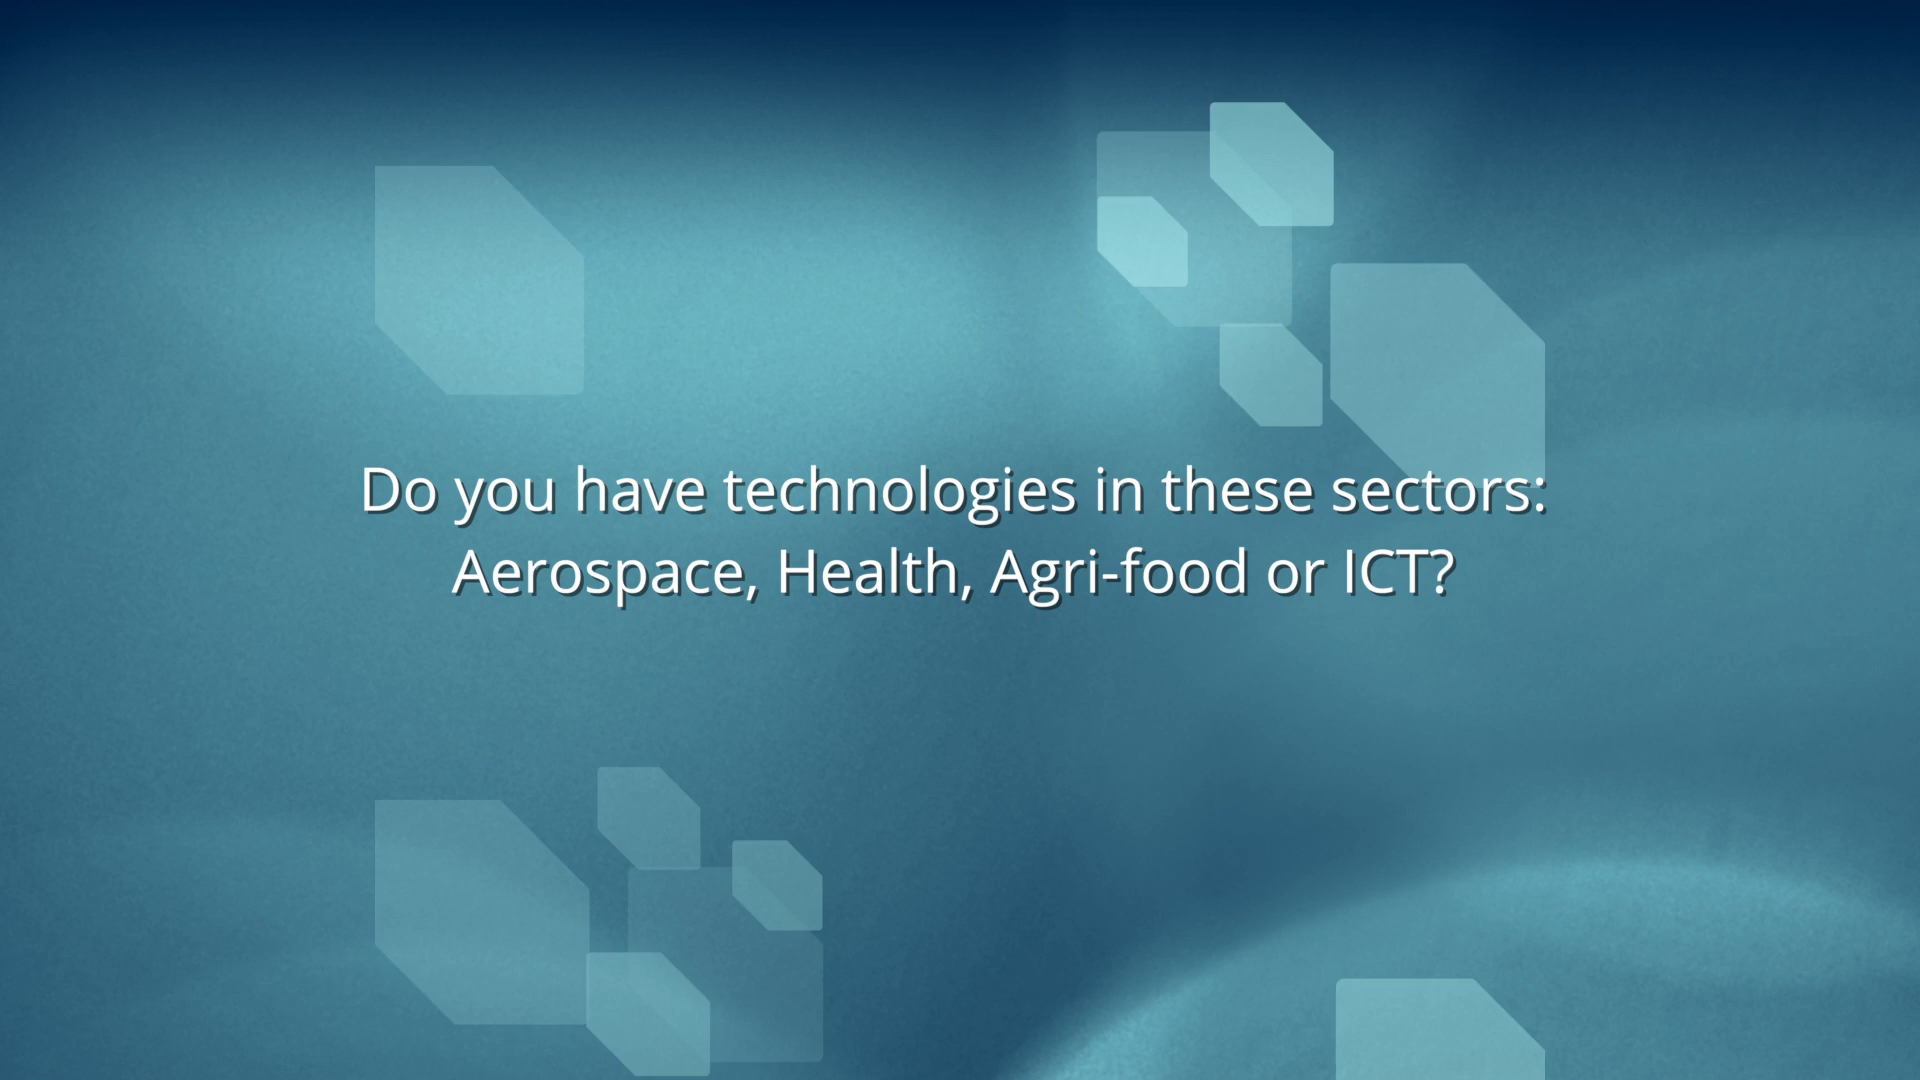 Do you have technologies in these sectors:
Aerospace, Health, Agri-food or ICT?